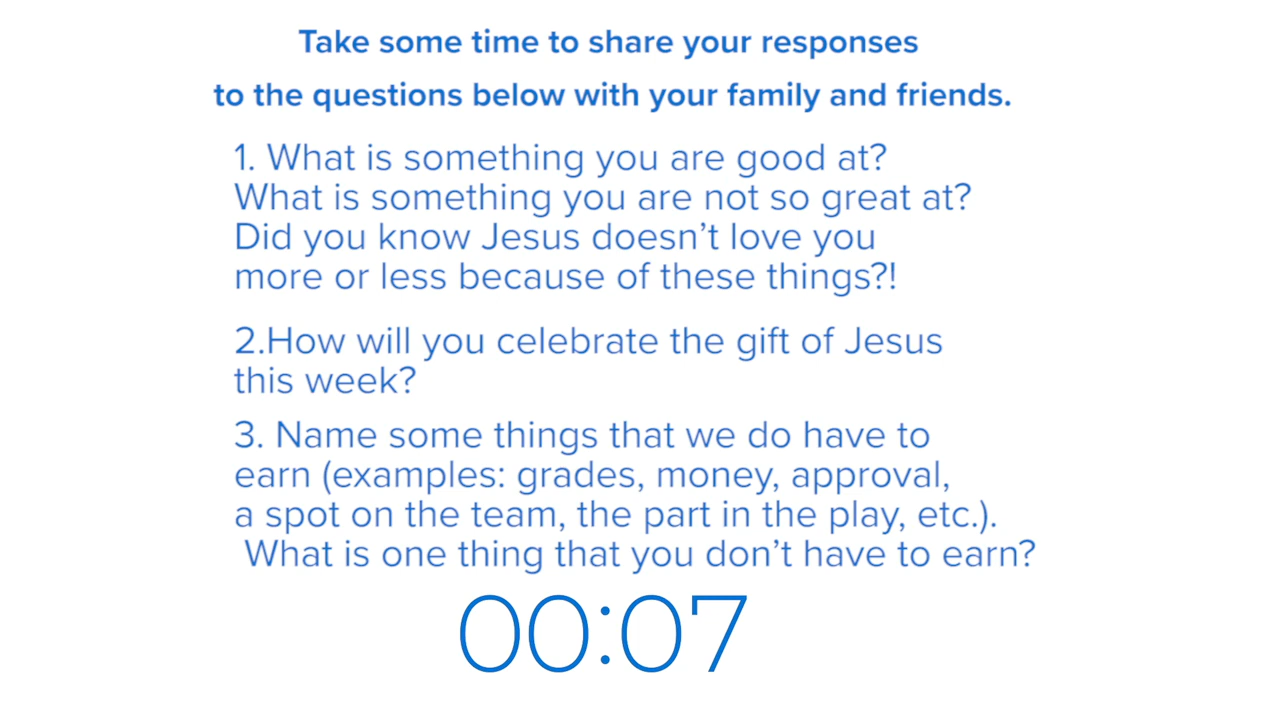 Take some time to share your responses
to the questions below with your family and friends.
1. What is something you are good at?
What is something you are not so great at?
Did you know Jesus doesn’t love you
more or less because of these things?!
2.How will you celebrate the gift of Jesus
this week?
3. Name some things that we do have to
earn (examples: grades, money, approval,
a spot on the team, the part in the play, etc.).
What is one thing that you don’t have to earn?
00:07